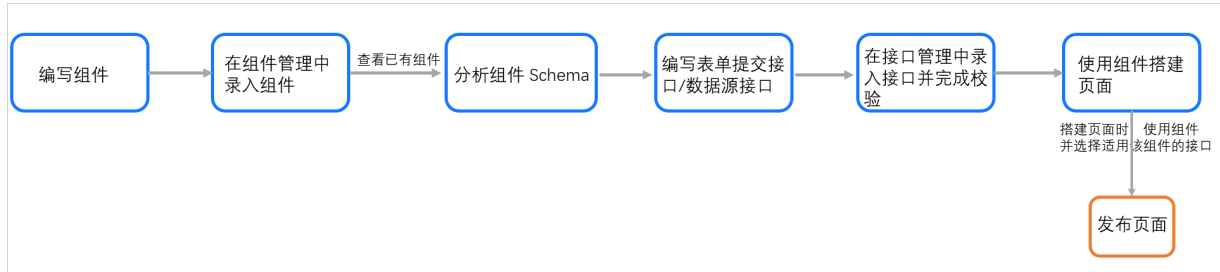 编写组件
在组件管理中
录入组件
查看已有组件
分析组件 Schema
编写表单提交接
口/数据源接口
在接口管理中录
入接口并完成校
验
使用组件搭建
页面
搭建页面时 使用组件
并选择适用该组件的接口
发布页面